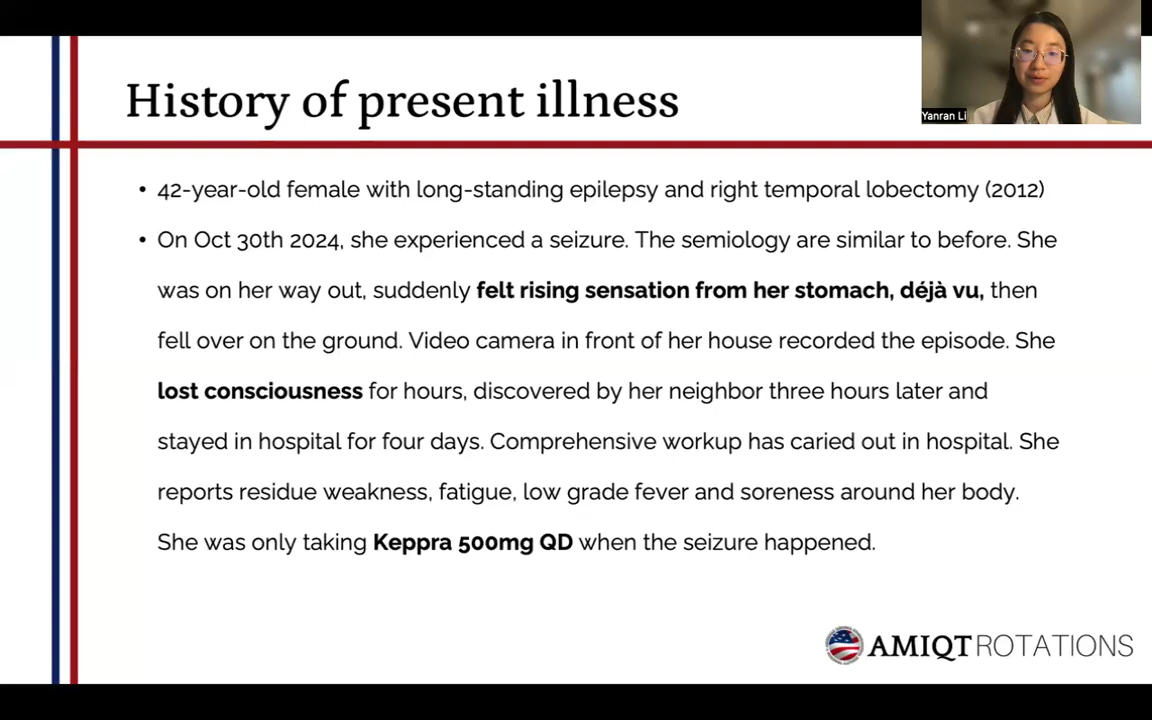 Yanran Li
History of present illness
• 42-year-old female with long-standing epilepsy and right temporal lobectomy (2012)
• On Oct 30th 2024, she experienced a seizure. The semiology are similar to before. She
was on her way out, suddenly felt rising sensation from her stomach, déjà vu, then
fell over on the ground. Video camera in front of her house recorded the episode. She
lost consciousness for hours, discovered by her neighbor three hours later and
stayed in hospital for four days. Comprehensive workup has caried out in hospital. She
reports residue weakness, fatigue, low grade fever and soreness around her body.
She was only taking Keppra 500mg QD when the seizure happened.
AMIQT ROTATIONS